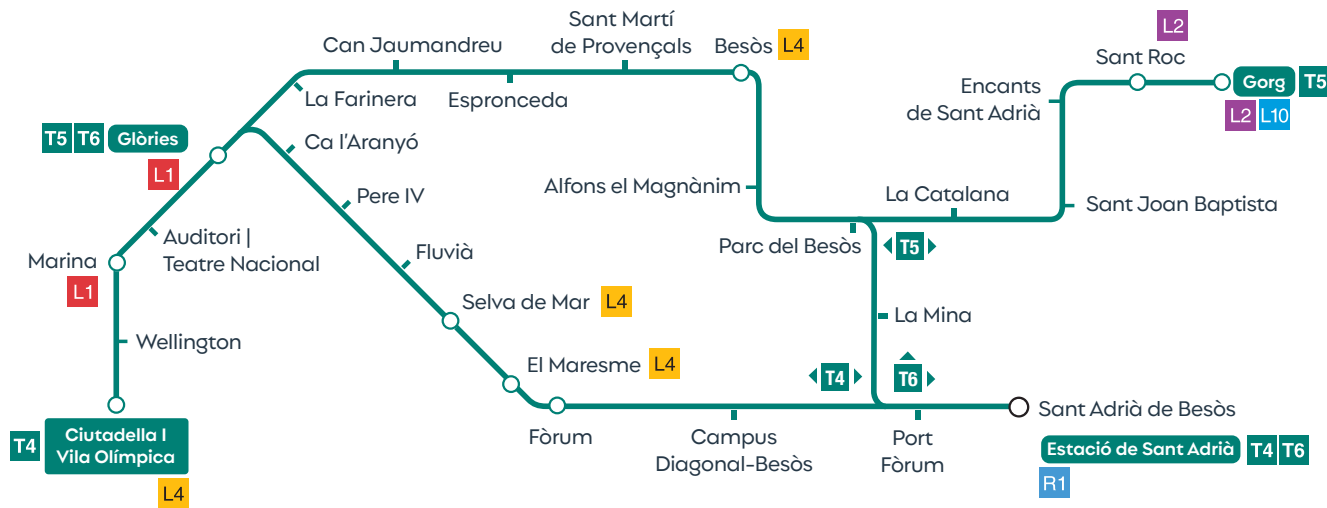 Sant Martí
de Provençals
Can Jaumandreu
Besòs L4
L2
Sant Roc
Gorg T5
L2 L10
Encants
de Sant Adrià
La Farinera
Espronceda
T5 T6 Glòries
L1
Ca l'Aranyó
Pere IV
Alfons el Magnànim
La Catalana
Sant Joan Baptista
Auditori |
Teatre Nacional
Parc del Besòs
T5
Marina
L1
Fluvià
Selva de Mar L4
La Mina
Wellington
El Maresme L4
T4
T6
Ciutadella |
Vila Olímpica
T4
L4
Fòrum
Campus
Diagonal-Besòs
Port
Fòrum
Sant Adrià de Besòs
Estació de Sant Adrià T4 T6
R1